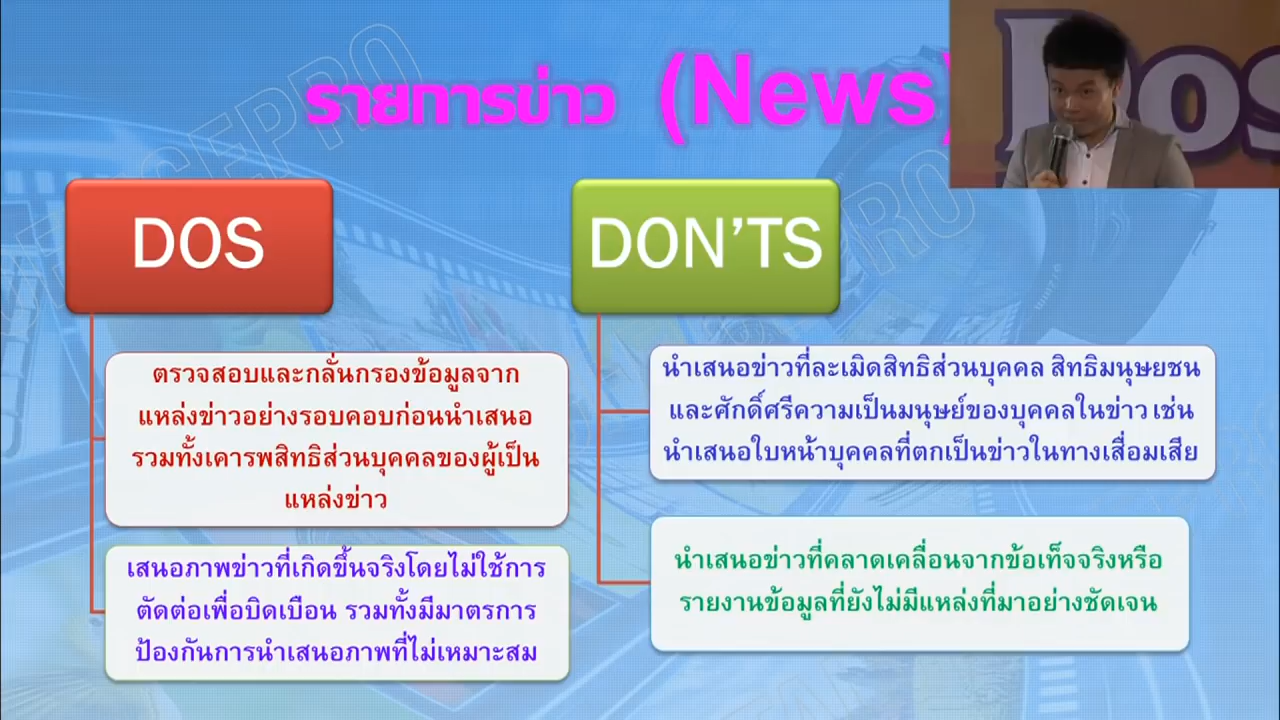 รายการข่าว (News)
DOS
ตรวจสอบและกลั่นกรองข้อมูลจาก
แหล่งข่าวอย่างรอบคอบก่อนนำเสนอ
รวมทั้งเคารพสิทธิส่วนบุคคลของผู้เป็น
แหล่งข่าว
เสนอภาพข่าวที่เกิดขึ้นจริงโดยไม่ใช้การ
ตัดต่อเพื่อบิดเบือน รวมทั้งมีมาตรการ
ป้องกันการนำเสนอภาพที่ไม่เหมาะสม
DON'TS
นำเสนอข่าวที่ละเมิดสิทธิส่วนบุคคล สิทธิมนุษยชน
และศักดิ์ศรีความเป็นมนุษย์ของบุคคลในข่าว เช่น
นำเสนอใบหน้าบุคคลที่ตกเป็นข่าวในทางเสื่อมเสีย
นำเสนอข่าวที่คลาดเคลื่อนจากข้อเท็จจริงหรือ
รายงานข้อมูลที่ยังไม่มีแหล่งที่มาอย่างชัดเจน